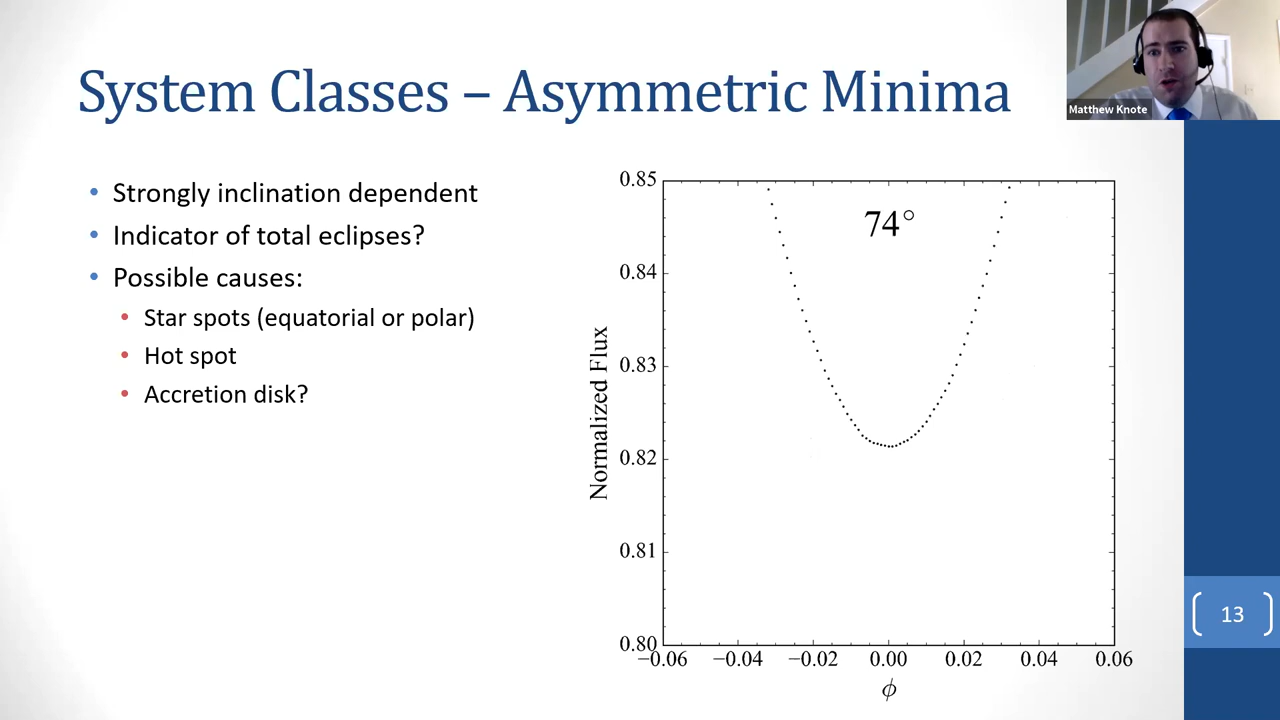 System Classes – Asymmetric Minima
Matthew Knote
• Strongly inclination dependent
• Indicator of total eclipses?
• Possible causes:
• Star spots (equatorial or polar)
• Hot spot
• Accretion disk?
74°
0.85
0.84
0.83
0.82
0.81
0.80
Normalized Flux
−0.06 −0.04 −0.02 0.00 0.02 0.04 0.06
ϕ
13